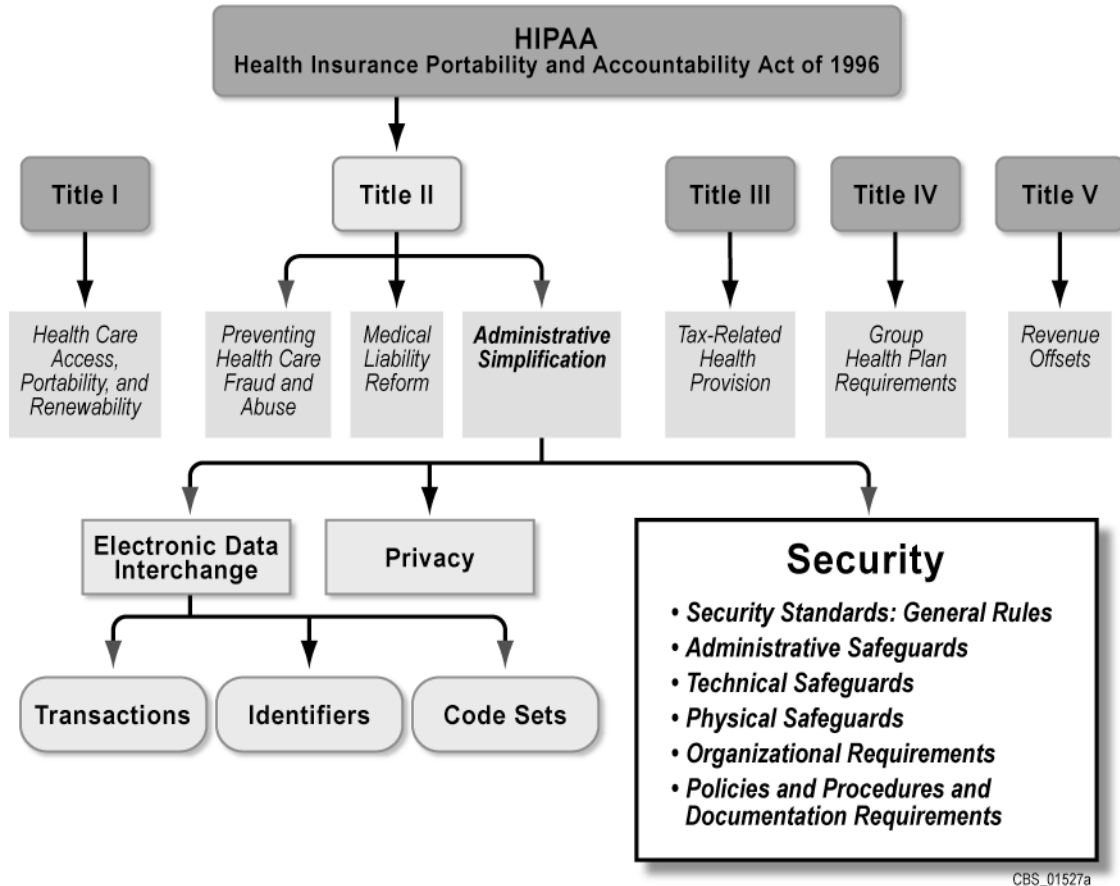 HIPAA
Health Insurance Portability and Accountability Act of 1996
Title I
Title II
Title III
Title IV
Title V
Health Care
Access,
Portability, and
Renewability
Preventing
Health Care
Fraud and
Abuse
Medical
Liability
Reform
Administrative
Simplification
Tax-Related
Health
Provision
Group
Health Plan
Requirements
Revenue
Offsets
Electronic Data
Interchange
Privacy
Security
• Security Standards: General Rules
• Administrative Safeguards
• Technical Safeguards
• Physical Safeguards
• Organizational Requirements
• Policies and Procedures and
Documentation Requirements
Transactions
Identifiers
Code Sets
CBS_01527a